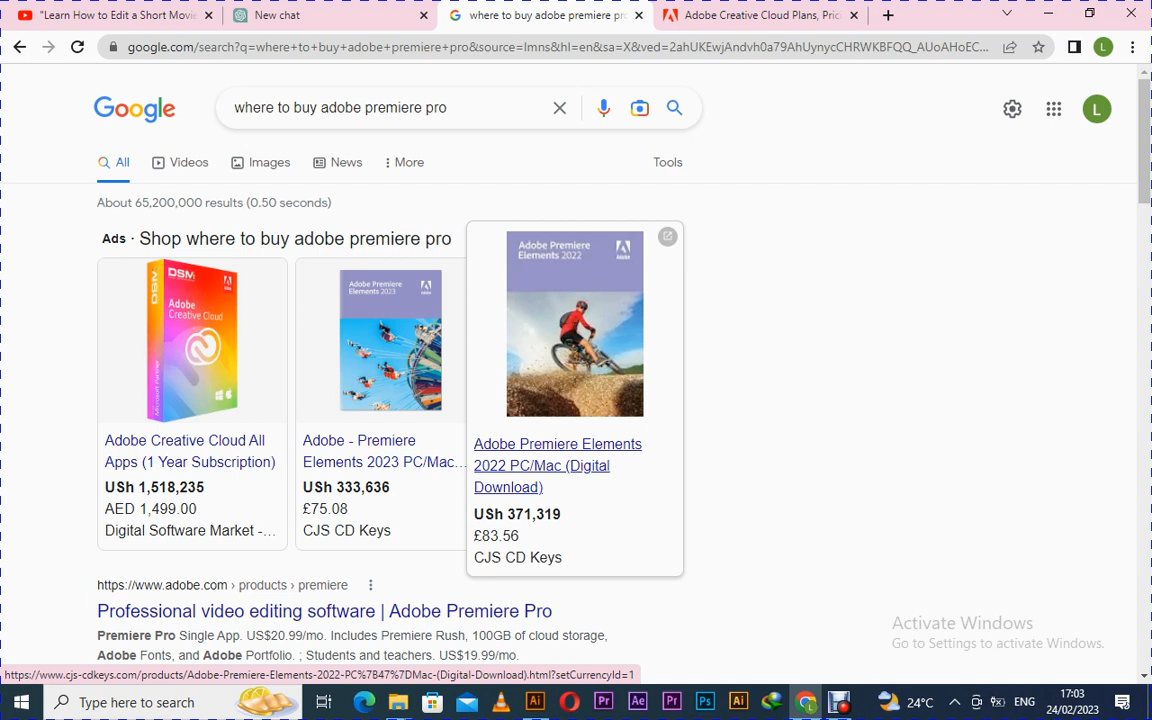 "Learn How to Edit a Short Movie
New chat
where to buy adobe premiere pro
Adobe Creative Cloud Plans, Pric
google.com/search?q=where+to+buy+adobe+premiere+pro&source=lmns&hl=en&sa=X&ved=2ahUKEwjAndvh0a79AhUynycCHRWKBFQQ_AUoAHoEC...
L
Google
where to buy adobe premiere pro
L
All
Videos
Images
News
More
Tools
About 65,200,000 results (0.50 seconds)
Ads · Shop where to buy adobe premiere pro
DSM
DSM
Adobe
Creative Cloud
Adobe Premiere
Elements 2023
Adobe
Adobe Premiere
Elements 2022
Adobe
Adobe Creative Cloud All
Apps (1 Year Subscription)
USh 1,518,235
AED 1,499.00
Digital Software Market -...
Adobe - Premiere
Elements 2023 PC/Mac...
USh 333,636
£75.08
CJS CD Keys
Adobe Premiere Elements
2022 PC/Mac (Digital
Download)
USh 371,319
£83.56
CJS CD Keys
https://www.adobe.com › products › premiere
Professional video editing software | Adobe Premiere Pro
Premiere Pro Single App. US$20.99/mo. Includes Premiere Rush, 100GB of cloud storage,
Adobe Fonts, and Adobe Portfolio. ; Students and teachers. US$19.99/mo.
Activate Windows
Go to Settings to activate Windows.
https://www.cjs-cdkeys.com/products/Adobe-Premiere-Elements-2022-PC%7B47%7DMac-(Digital-Download).html?setCurrencyId=1
Type here to search
Ai
Pr
Ae
Pr
Ps
Ai
24°C
ENG
17:03
24/02/2023